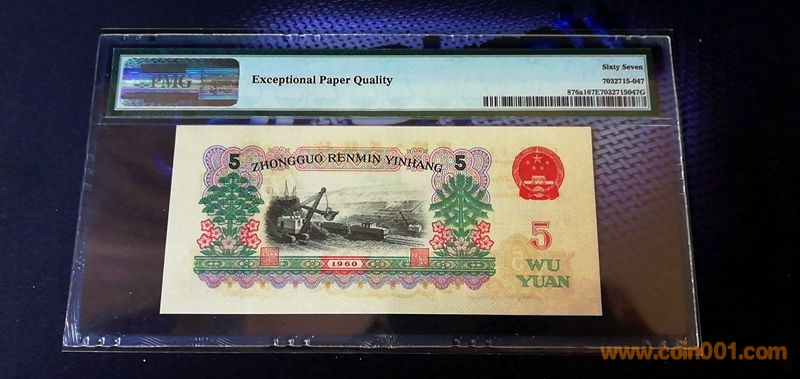 PMG
Exceptional Paper Quality
Sixty Seven
7032715-047
876a167E7032715047G
5
ZHONGGUO RENMIN YINHANG
5
5
WU
YUAN
1960
www.coin001.com